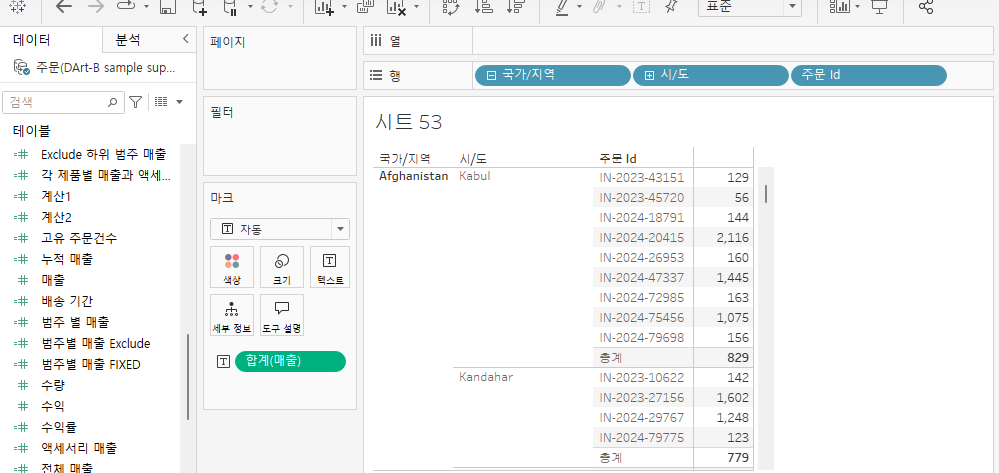 표준
데이터
분석
주문(DArt-B sample sup...
검색
테이블
Exclude 하위 범주 매출
각 제품별 매출과 액세...
계산1
계산2
고유 주문건수
누적 매출
매출
배송 기간
범주 별 매출
범주별 매출 Exclude
범주별 매출 FIXED
수량
수익
수익률
액세서리 매출
전체 매출
페이지
필터
마크
자동
색상
크기
텍스트
세부 정보
도구 설명
합계(매출)
열
행
국가/지역
시/도
주문 Id
시트 53
국가/지역 시/도 주문 Id
Afghanistan Kabul IN-2023-43151 129
IN-2023-45720 56
IN-2024-18791 144
IN-2024-20415 2,116
IN-2024-26953 160
IN-2024-47337 1,445
IN-2024-72985 163
IN-2024-75456 1,075
IN-2024-79698 156
총계 829
Kandahar IN-2023-10622 142
IN-2023-27156 1,602
IN-2024-29767 1,248
IN-2024-79775 123
총계 779